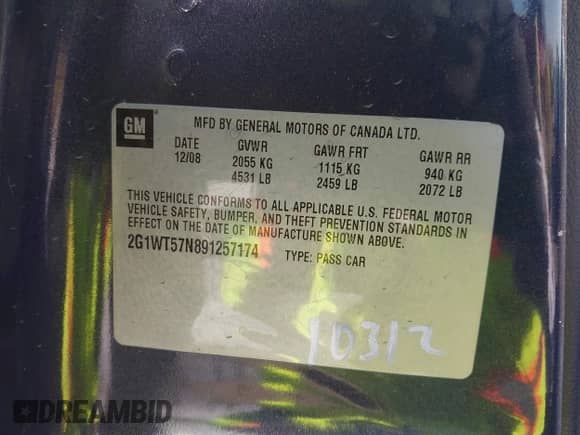 GM
MFD BY GENERAL MOTORS OF CANADA LTD.
DATE GVWR GAWR FRT GAWR RR
12/08 2055 KG 1115 KG 940 KG
4531 LB 2459 LB 2072 LB
THIS VEHICLE CONFORMS TO ALL APPLICABLE U.S. FEDERAL MOTOR
VEHICLE SAFETY, BUMPER, AND THEFT PREVENTION STANDARDS IN
EFFECT ON THE DATE OF MANUFACTURE SHOWN ABOVE.
2G1WT57N891257174 TYPE: PASS CAR
10312
DREAMBID